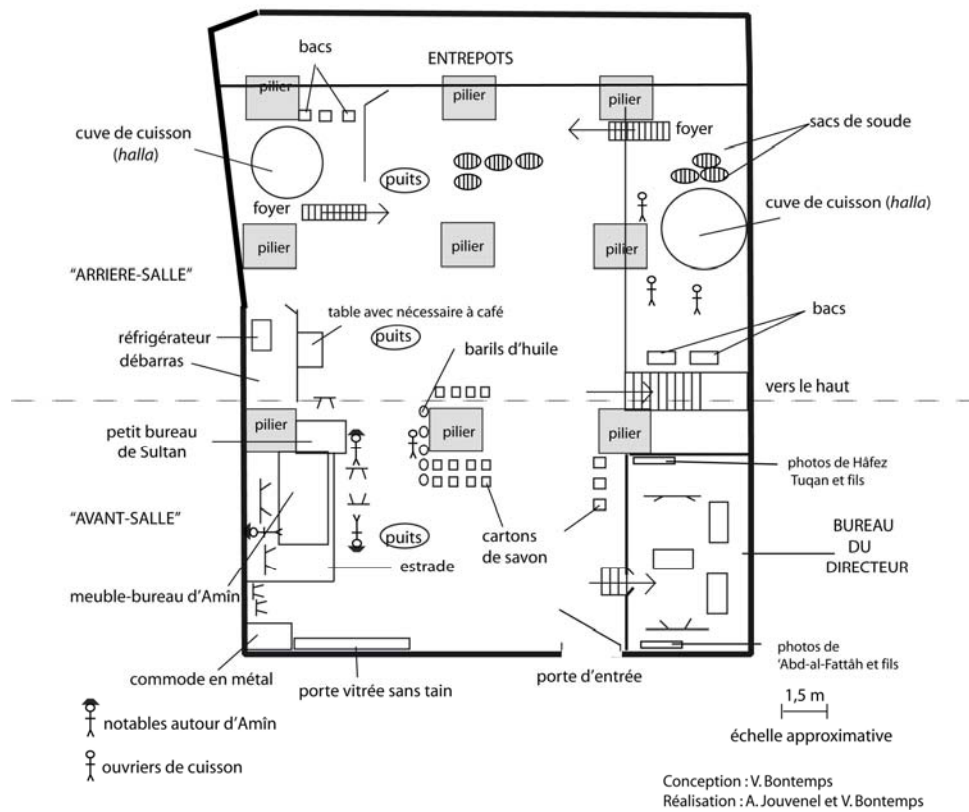 bacs
ENTREPOTS
pilier
pilier
pilier
foyer
sacs de soude
cuve de cuisson
(halla)
puits
foyer
cuve de cuisson (halla)
pilier
pilier
pilier
"ARRIERE-SALLE"
table avec nécessaire à café
réfrigérateur
puits
bacs
barils d'huile
débarras
vers le haut
pilier
pilier
pilier
petit bureau
de Sultan
photos de Hâfez
Tuqan et fils
"AVANT-SALLE"
puits
cartons
de savon
BUREAU
DU
DIRECTEUR
estrade
meuble-bureau d'Amîn
photos de
'Abd-al-Fattâh et fils
commode en métal
porte vitrée sans tain
porte d'entrée
1,5 m
notables autour d'Amîn
échelle approximative
ouvriers de cuisson
Conception : V. Bontemps
Réalisation : A. Jouvenel et V. Bontemps